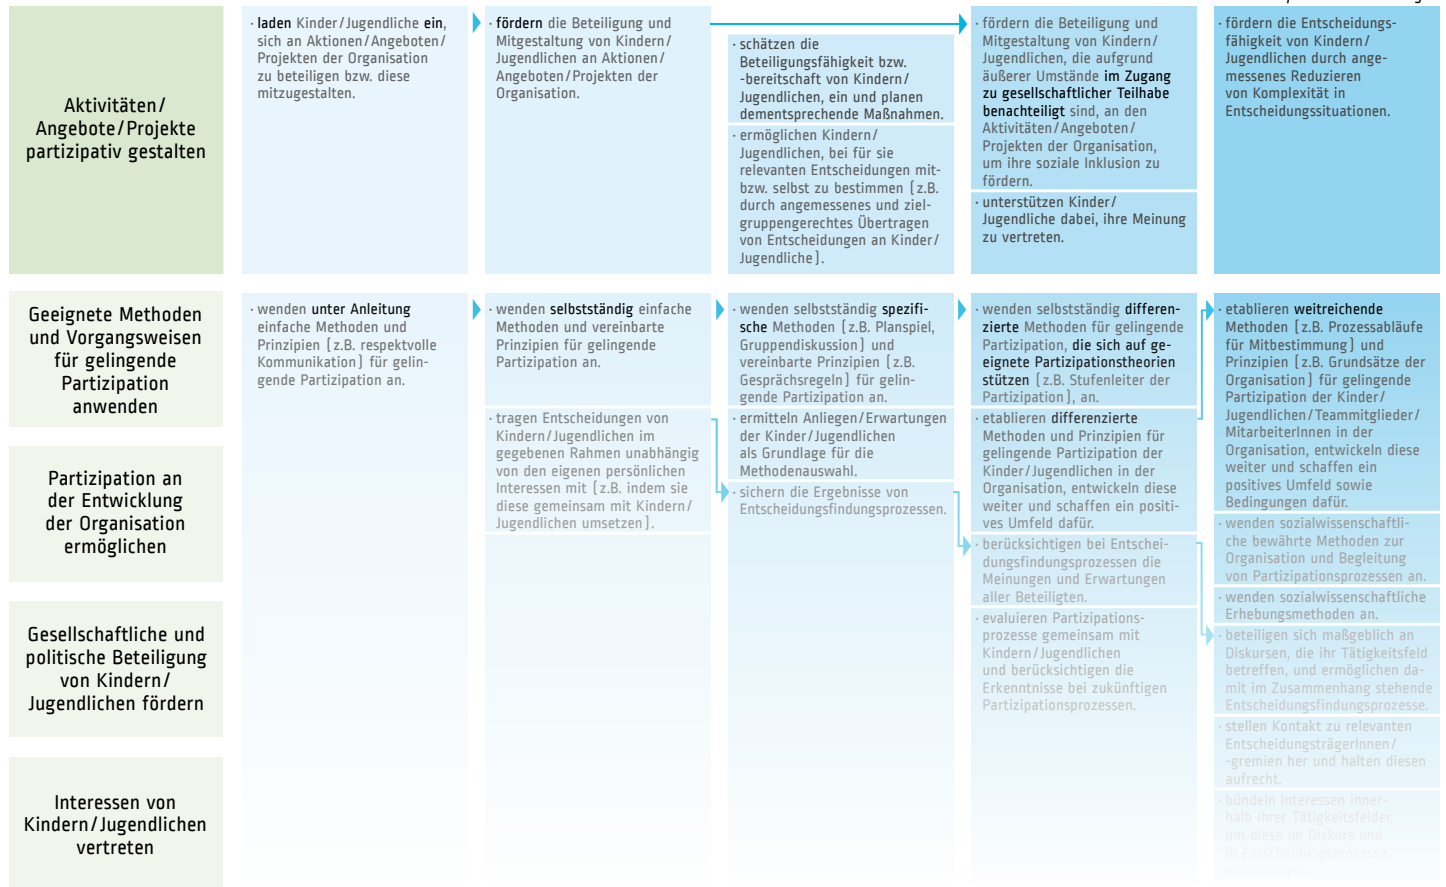 Aktivitäten/
Angebote/Projekte
partizipativ gestalten
· laden Kinder/Jugendliche ein,
sich an Aktionen/Angeboten/
Projekten der Organisation
zu beteiligen bzw. diese
mitzugestalten.
· fördern die Beteiligung und
Mitgestaltung von Kindern/
Jugendlichen an Aktionen/
Angeboten/Projekten der
Organisation.
· schätzen die
Beteiligungsfähigkeit bzw.
-bereitschaft von Kindern/
Jugendlichen, ein und planen
dementsprechende Maßnahmen.
· ermöglichen Kindern/
Jugendlichen, bei für sie
relevanten Entscheidungen mit-
bzw. selbst zu bestimmen [z.B.
durch angemessenes und ziel-
gruppengerechtes Übertragen
von Entscheidungen an Kinder/
Jugendliche].
· fördern die Beteiligung und
Mitgestaltung von Kindern/
Jugendlichen, die aufgrund
äußerer Umstände im Zugang
zu gesellschaftlicher Teilhabe
benachteiligt sind, an den
Aktivitäten/Angeboten/
Projekten der Organisation,
um ihre soziale Inklusion zu
fördern.
· unterstützen Kinder/
Jugendliche dabei, ihre Meinung
zu vertreten.
· fördern die Entscheidungs-
fähigkeit von Kindern/
Jugendlichen durch ange-
messenes Reduzieren
von Komplexität in
Entscheidungssituationen.
Geeignete Methoden
und Vorgangsweisen
für gelingende
Partizipation
anwenden
· wenden unter Anleitung
einfache Methoden und
Prinzipien [z.B. respektvolle
Kommunikation] für gelin-
gende Partizipation an.
· wenden selbstständig einfache
Methoden und vereinbarte
Prinzipien für gelingende
Partizipation an.
· tragen Entscheidungen von
Kindern/Jugendlichen im
gegebenen Rahmen unabhängig
von den eigenen persönlichen
Interessen mit [z.B. indem sie
diese gemeinsam mit Kindern/
Jugendlichen umsetzen].
· wenden selbstständig spezifi-
sche Methoden [z.B. Planspiel,
Gruppendiskussion] und
vereinbarte Prinzipien [z.B.
Gesprächsregeln] für gelin-
gende Partizipation an.
· ermitteln Anliegen/Erwartungen
der Kinder/Jugendlichen
als Grundlage für die
Methodenauswahl.
· sichern die Ergebnisse von
Entscheidungsfindungsprozessen.
· wenden selbstständig differen-
zierte Methoden für gelingende
Partizipation, die sich auf ge-
eignete Partizipationstheorien
stützen [z.B. Stufenleiter der
Partizipation], an.
· etablieren differenzierte
Methoden und Prinzipien für
gelingende Partizipation der
Kinder/Jugendlichen in der
Organisation, entwickeln diese
weiter und schaffen ein positi-
ves Umfeld dafür.
· berücksichtigen bei Entschei-
dungsfindungsprozessen die
Meinungen und Erwartungen
aller Beteiligten.
· evaluieren Partizipations-
prozesse gemeinsam mit
Kindern/Jugendlichen
und berücksichtigen die
Erkenntnisse bei zukünftigen
Partizipationsprozessen.
· etablieren weitreichende
Methoden [z.B. Prozessabläufe
für Mitbestimmung] und
Prinzipien [z.B. Grundsätze der
Organisation] für gelingende
Partizipation der Kinder/
Jugendlichen/Teammitglieder/
MitarbeiterInnen in der
Organisation, entwickeln diese
weiter und schaffen ein
positives Umfeld sowie
Bedingungen dafür.
· wenden sozialwissenschaftli-
che bewährte Methoden zur
Organisation und Begleitung
von Partizipationsprozessen an.
· wenden sozialwissenschaftliche
Erhebungsmethoden an.
· beteiligen sich maßgeblich an
Diskursen, die ihr Tätigkeitsfeld
betreffen, und ermöglichen da-
mit im Zusammenhang stehende
Entscheidungsfindungsprozesse.
· stellen Kontakt zu relevanten
EntscheidungsträgerInnen/
-gremien her und halten diesen
aufrecht.
· bündeln Interessen inner-
halb ihrer Tätigkeitsfelder,
um diese im Diskurs und
in Entscheidungsprozesse
Partizipation an
der Entwicklung
der Organisation
ermöglichen
Gesellschaftliche und
politische Beteiligung
von Kindern/
Jugendlichen fördern
Interessen von
Kindern/Jugendlichen
vertreten